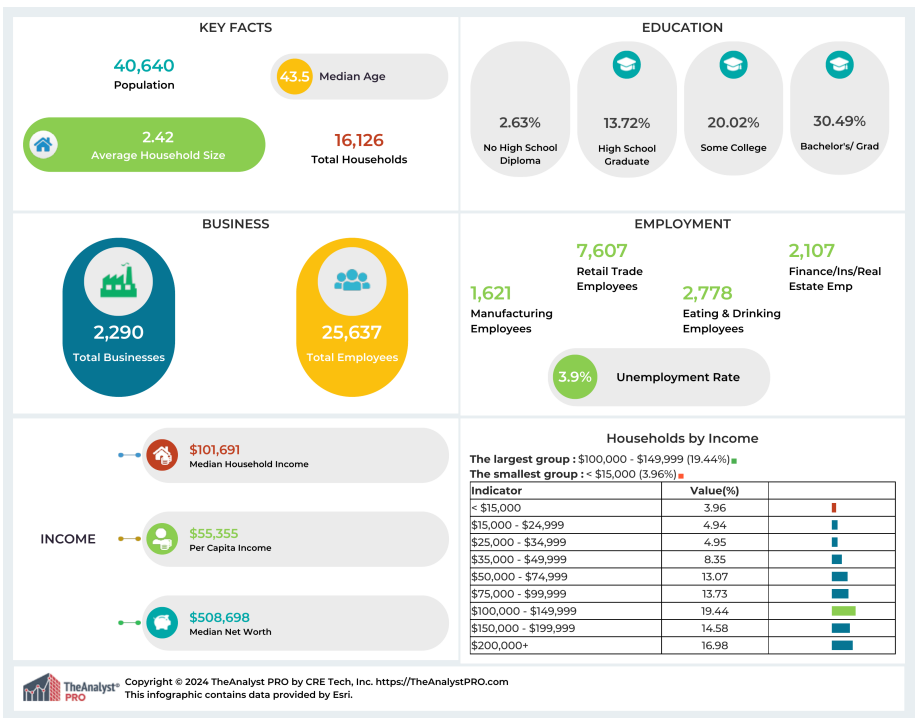 KEY FACTS
40,640
Population
43.5 Median Age
2.42
Average Household Size
16,126
Total Households
EDUCATION
2.63%
No High School
Diploma
13.72%
High School
Graduate
20.02%
Some College
30.49%
Bachelor's/ Grad
BUSINESS
2,290
Total Businesses
25,637
Total Employees
EMPLOYMENT
1,621
Manufacturing
Employees
7,607
Retail Trade
Employees
2,778
Eating & Drinking
Employees
2,107
Finance/Ins/Real
Estate Emp
3.9% Unemployment Rate
INCOME
$101,691
Median Household Income
$55,355
Per Capita Income
$508,698
Median Net Worth
Households by Income
The largest group : $100,000 - $149,999 (19.44%)
The smallest group : < $15,000 (3.96%)
Indicator Value(%)
< $15,000 3.96
$15,000 - $24,999 4.94
$25,000 - $34,999 4.95
$35,000 - $49,999 8.35
$50,000 - $74,999 13.07
$75,000 - $99,999 13.73
$100,000 - $149,999 19.44
$150,000 - $199,999 14.58
$200,000+ 16.98
TheAnalyst®
PRO
Copyright © 2024 TheAnalyst PRO by CRE Tech, Inc. https://TheAnalystPRO.com
This infographic contains data provided by Esri.